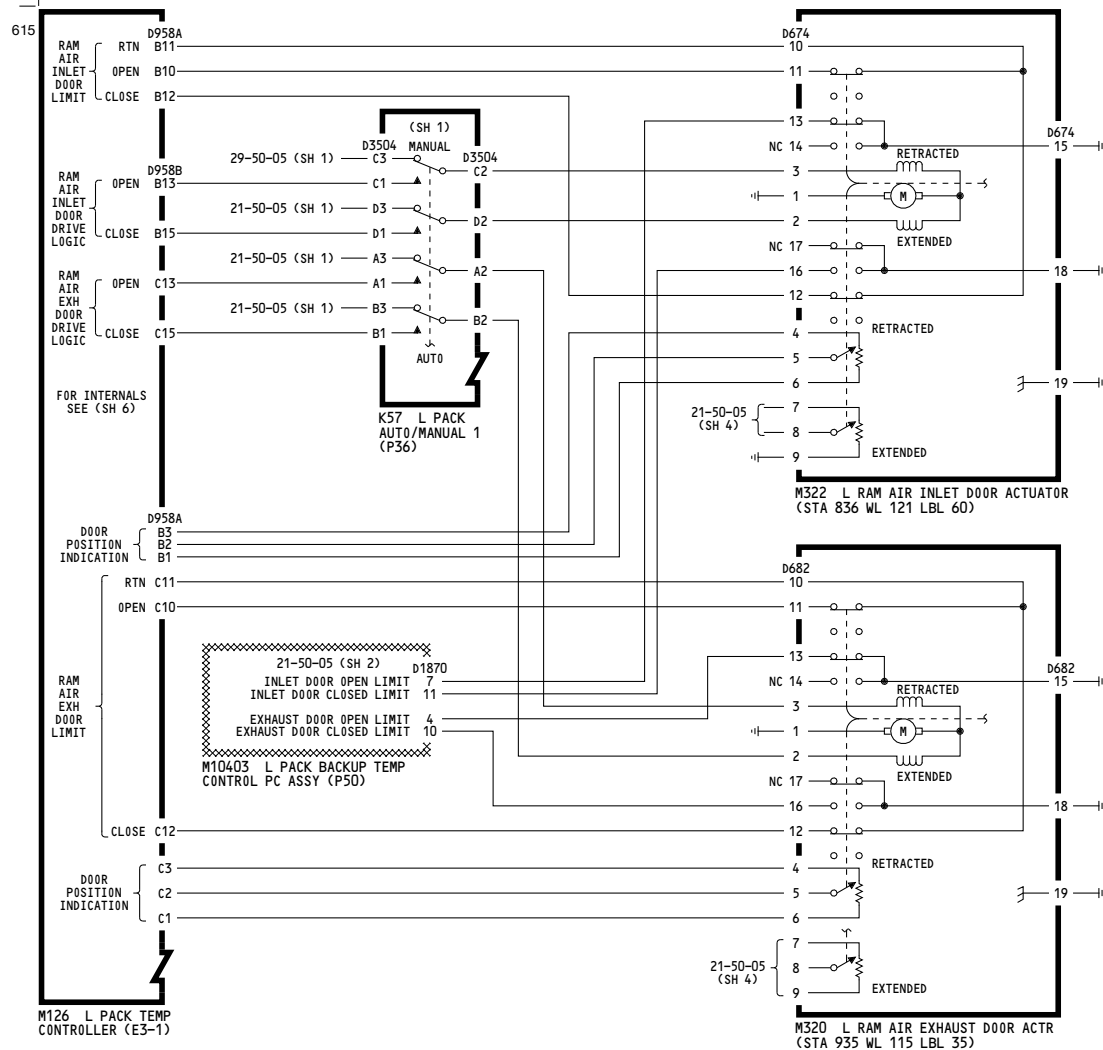 615
D958A
RAM AIR INLET DOOR LIMIT
RTN B11
OPEN B10
CLOSE B12
D958B
RAM AIR INLET DOOR DRIVE LOGIC
OPEN B13
CLOSE B15
RAM AIR EXH DOOR DRIVE LOGIC
OPEN C13
CLOSE C15
FOR INTERNALS
SEE (SH 6)
D958A
DOOR POSITION INDICATION
B3
B2
B1
RTN C11
OPEN C10
RAM AIR EXH DOOR LIMIT
CLOSE C12
DOOR POSITION INDICATION
C3
C2
C1
M126 L PACK TEMP
CONTROLLER (E3-1)
(SH 1)
MANUAL
D3504
D3504
29-50-05 (SH 1) C3
C2
C1
21-50-05 (SH 1) D3
D2
D1
21-50-05 (SH 1) A3
A2
A1
21-50-05 (SH 1) B3
B2
B1
AUTO
K57 L PACK
AUTO/MANUAL 1
(P36)
21-50-05 (SH 2)
D1870
INLET DOOR OPEN LIMIT 7
INLET DOOR CLOSED LIMIT 11
EXHAUST DOOR OPEN LIMIT 4
EXHAUST DOOR CLOSED LIMIT 10
M10403 L PACK BACKUP TEMP
CONTROL PC ASSY (P50)
D674
10
11
13
D674
NC 14
15
RETRACTED
3
1
M
2
EXTENDED
NC 17
16
18
12
RETRACTED
4
5
6
19
21-50-05
(SH 4)
7
8
9
EXTENDED
M322 L RAM AIR INLET DOOR ACTUATOR
(STA 836 WL 121 LBL 60)
D682
10
11
13
D682
NC 14
15
RETRACTED
3
1
M
2
EXTENDED
NC 17
16
18
12
RETRACTED
4
5
6
19
21-50-05
(SH 4)
7
8
9
EXTENDED
M320 L RAM AIR EXHAUST DOOR ACTR
(STA 935 WL 115 LBL 35)